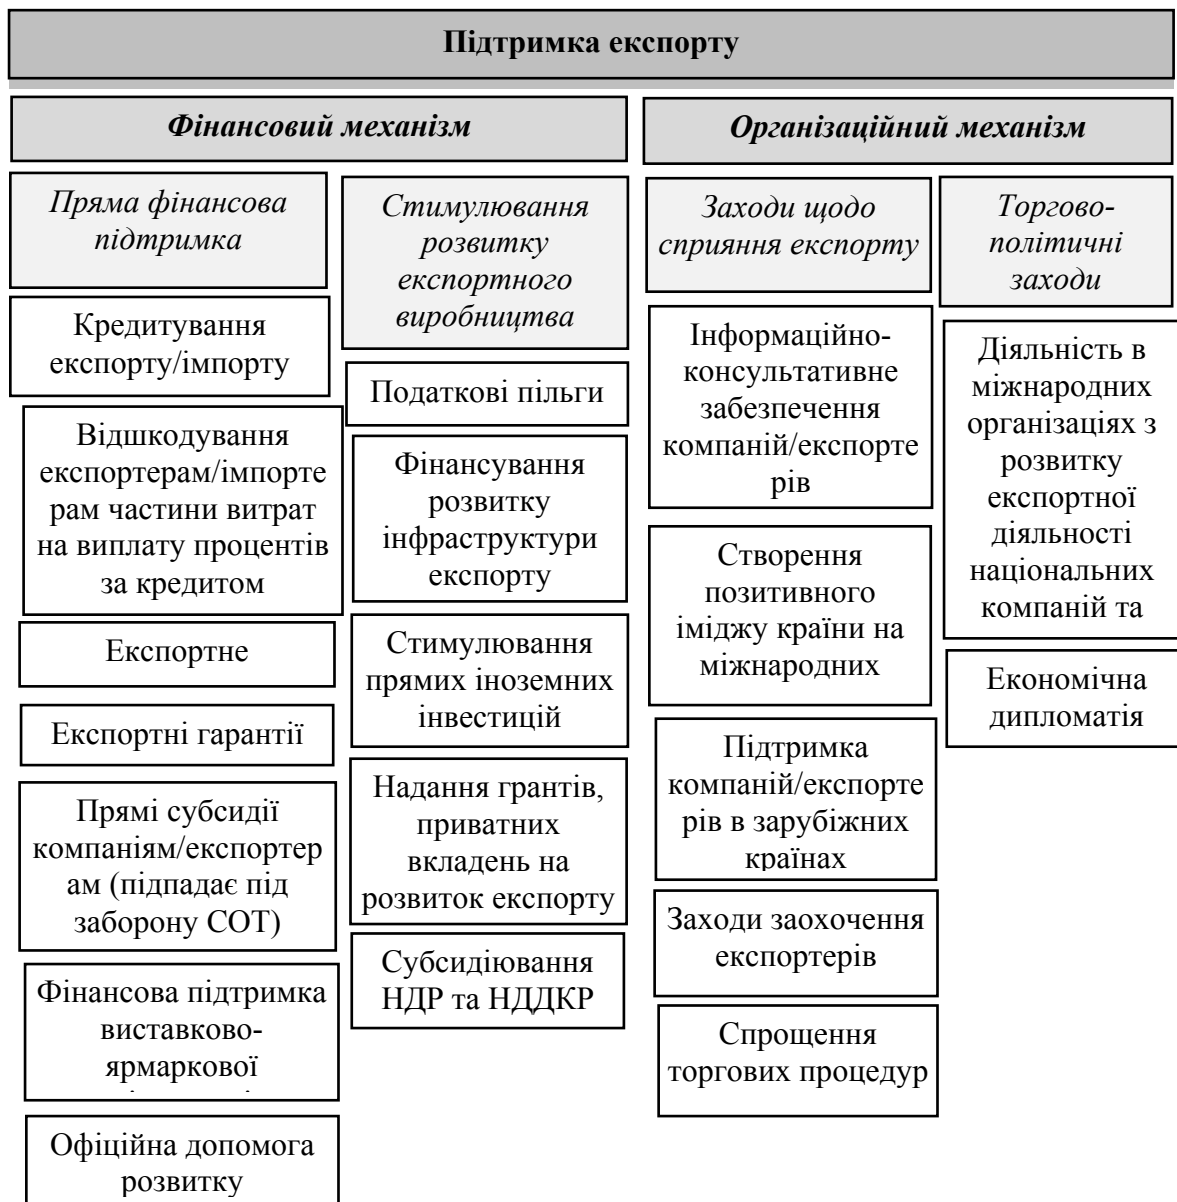 Підтримка експорту
Фінансовий механізм
Організаційний механізм
Пряма фінансова
підтримка
Кредитування
експорту/імпорту
Відшкодування
експортерам/імпорте
рам частини витрат
на виплату процентів
за кредитом
Експортне
Експортні гарантії
Прямі субсидії
компаніям/експортер
ам (підпадає під
заборону СОТ)
Фінансова підтримка
виставково-
ярмаркової
Офіційна допомога
розвитку
Стимулювання
розвитку
експортного
виробництва
Податкові пільги
Фінансування
розвитку
інфраструктури
експорту
Стимулювання
прямих іноземних
інвестицій
Надання грантів,
приватних
вкладень на
розвиток експорту
Субсидіювання
НДР та НДДКР
Заходи щодо
сприяння експорту
Інформаційно-
консультативне
забезпечення
компаній/експорте
рів
Створення
позитивного
іміджу країни на
міжнародних
Підтримка
компаній/експорте
рів в зарубіжних
країнах
Заходи заохочення
експортерів
Спрощення
торгових процедур
Торгово-
політичні
заходи
Діяльність в
міжнародних
організаціях з
розвитку
експортної
діяльності
національних
компаній та
Економічна
дипломатія